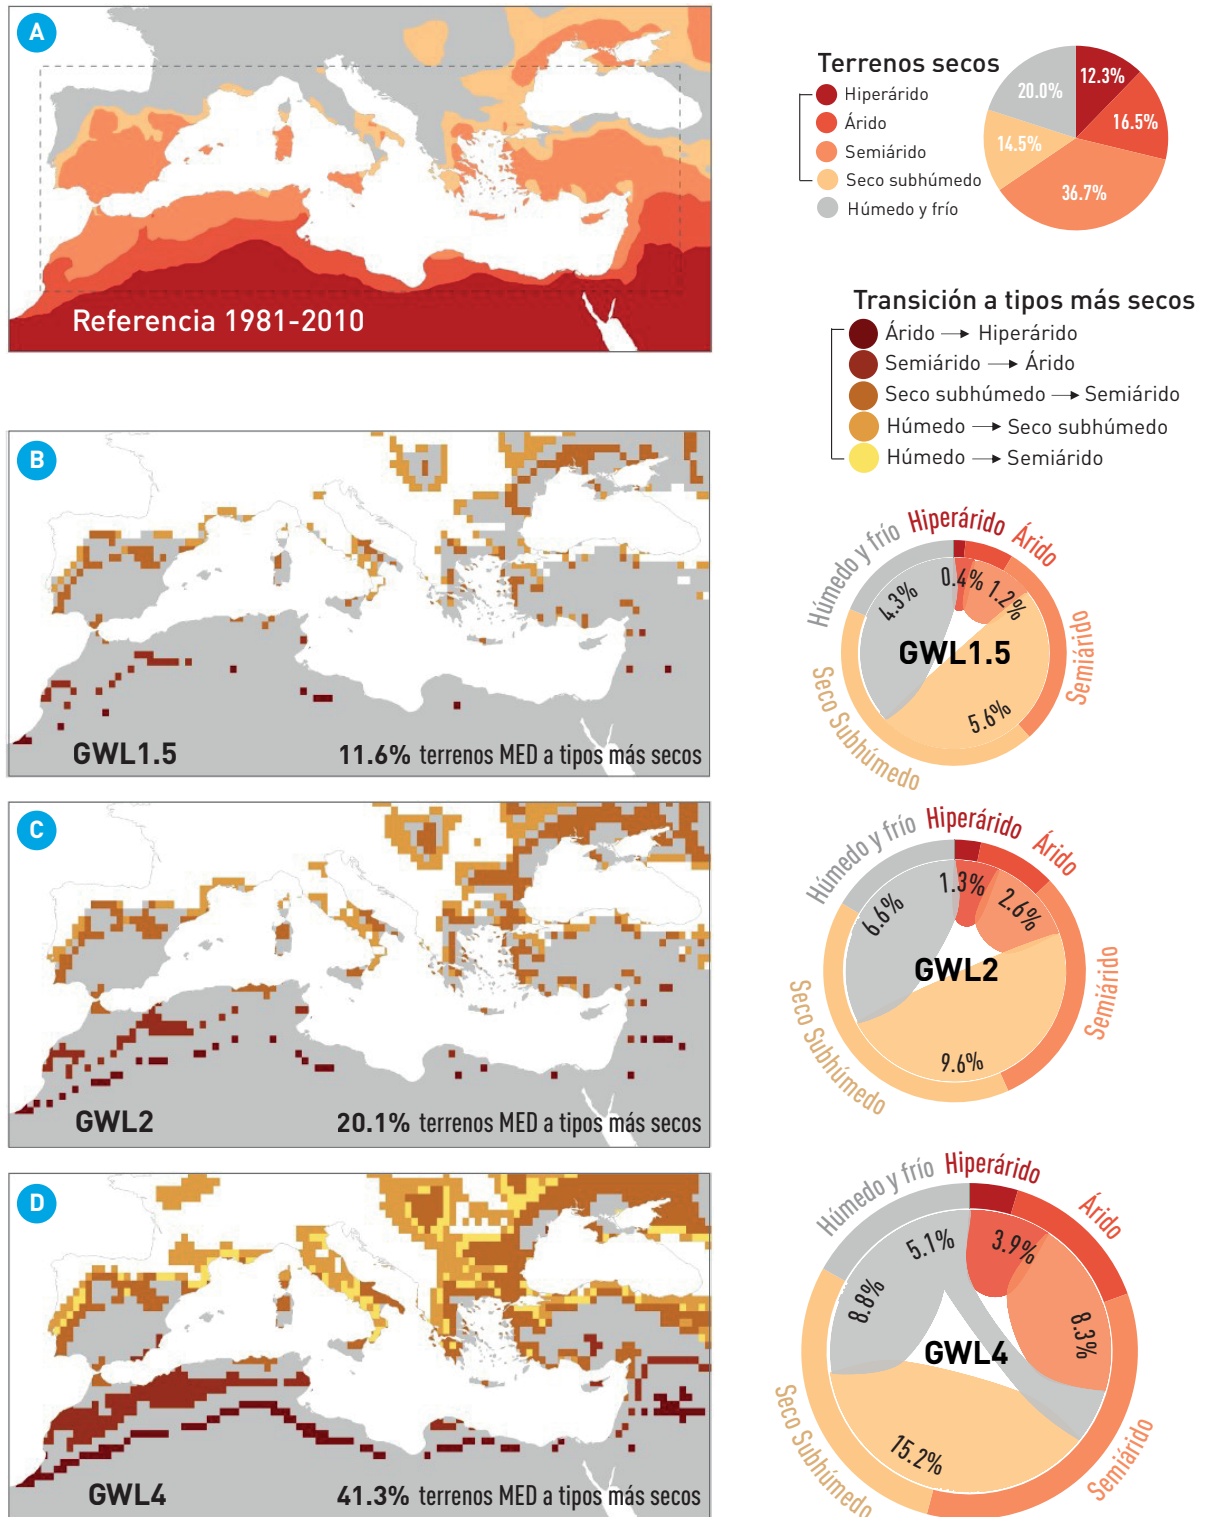 A
Referencia 1981-2010
Terrenos secos
Hiperárido
Árido
Semiárido
Seco subhúmedo
Húmedo y frío
12.3%
16.5%
36.7%
14.5%
20.0%
Transición a tipos más secos
Árido → Hiperárido
Semiárido → Árido
Seco subhúmedo → Semiárido
Húmedo → Seco subhúmedo
Húmedo → Semiárido
B
GWL1.5
11.6% terrenos MED a tipos más secos
Húmedo y frío
Hiperárido
Árido
Semiárido
Seco Subhúmedo
4.3%
0.4%
1.2%
5.6%
GWL1.5
C
GWL2
20.1% terrenos MED a tipos más secos
Húmedo y frío
Hiperárido
Árido
Semiárido
Seco Subhúmedo
6.6%
1.3%
2.6%
9.6%
GWL2
D
GWL4
41.3% terrenos MED a tipos más secos
Húmedo y frío
Hiperárido
Árido
Semiárido
Seco Subhúmedo
8.8%
5.1%
3.9%
8.3%
15.2%
GWL4